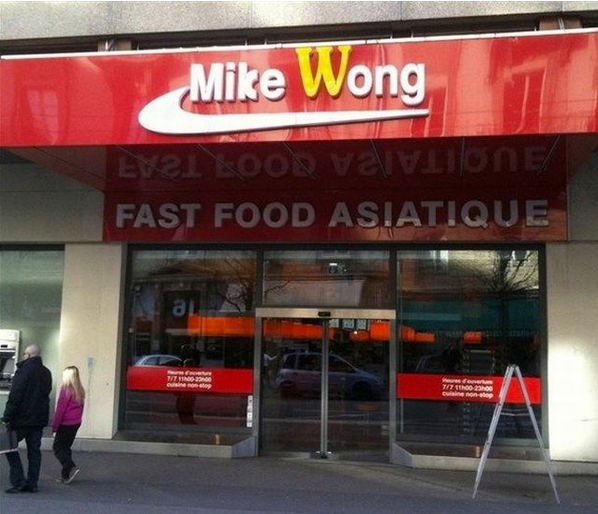 Mike Wong
FAST FOOD ASIATIQUE
Heures d'ouverture
7/7 11h00-23h00
cuisine non-stop
Heures d'ouverture
7/7 11h00-23h00
cuisine non-stop